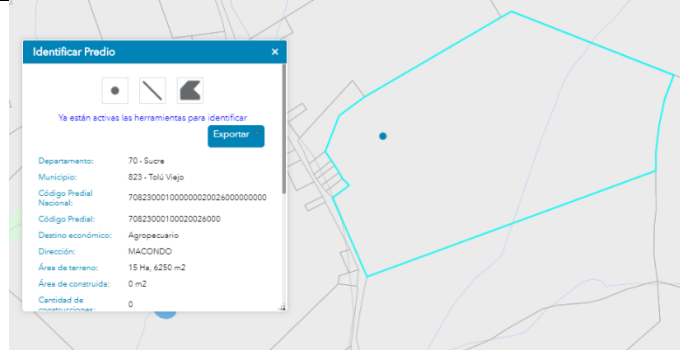 Identificar Predio ×
Ya están activas las herramientas para identificar
Exportar
Departamento: 70 - Sucre
Municipio: 823 - Tolú Viejo
Código Predial Nacional: 708230001000000020026000000000
Código Predial: 70823000100020026000
Destino económico: Agropecuario
Dirección: MACONDO
Área de terreno: 15 Ha, 6250 m2
Área de construida: 0 m2
Cantidad de construcciones: 0